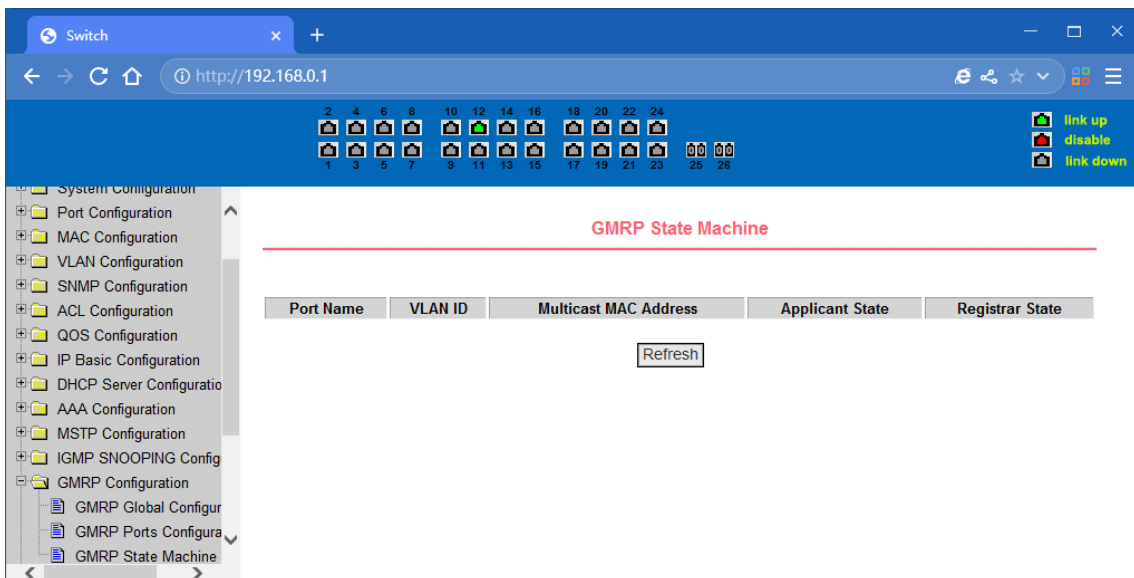 Switch
http://192.168.0.1
2 4 6 8 10 12 14 16 18 20 22 24
1 3 5 7 9 11 13 15 17 19 21 23 25 26
link up
disable
link down
System Configuration
Port Configuration
MAC Configuration
VLAN Configuration
SNMP Configuration
ACL Configuration
QOS Configuration
IP Basic Configuration
DHCP Server Configuratio
AAA Configuration
MSTP Configuration
IGMP SNOOPING Config
GMRP Configuration
GMRP Global Configur
GMRP Ports Configura
GMRP State Machine
GMRP State Machine
Port Name VLAN ID Multicast MAC Address Applicant State Registrar State
Refresh